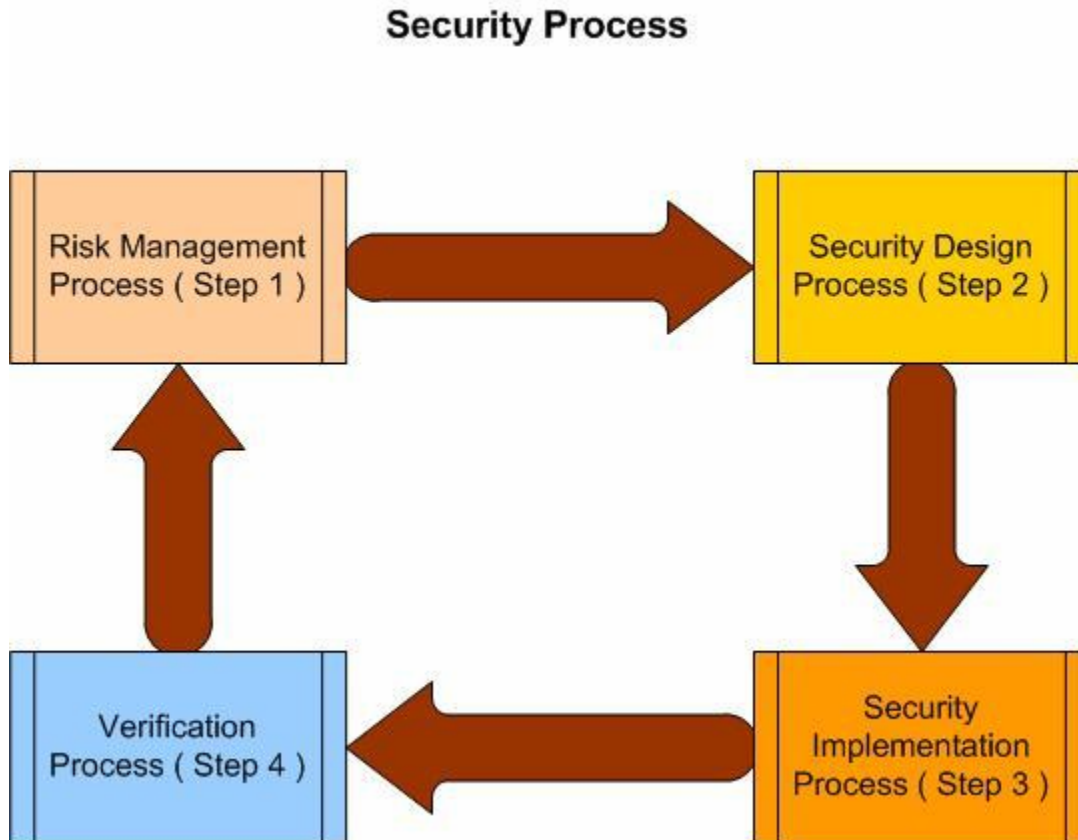 Security Process
Risk Management
Process ( Step 1 )
Security Design
Process ( Step 2 )
Verification
Process ( Step 4 )
Security
Implementation
Process ( Step 3 )